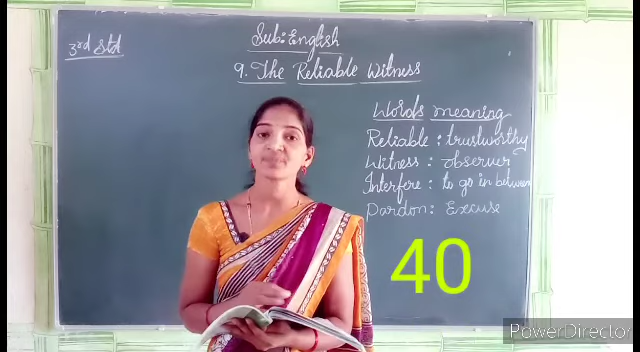 3rd Std
Sub: English
9. The Reliable Witness
Words meaning
Reliable : trustworthy
Witness : observer
Interfere : to go in between
Pardon : Excuse
40
PowerDirector